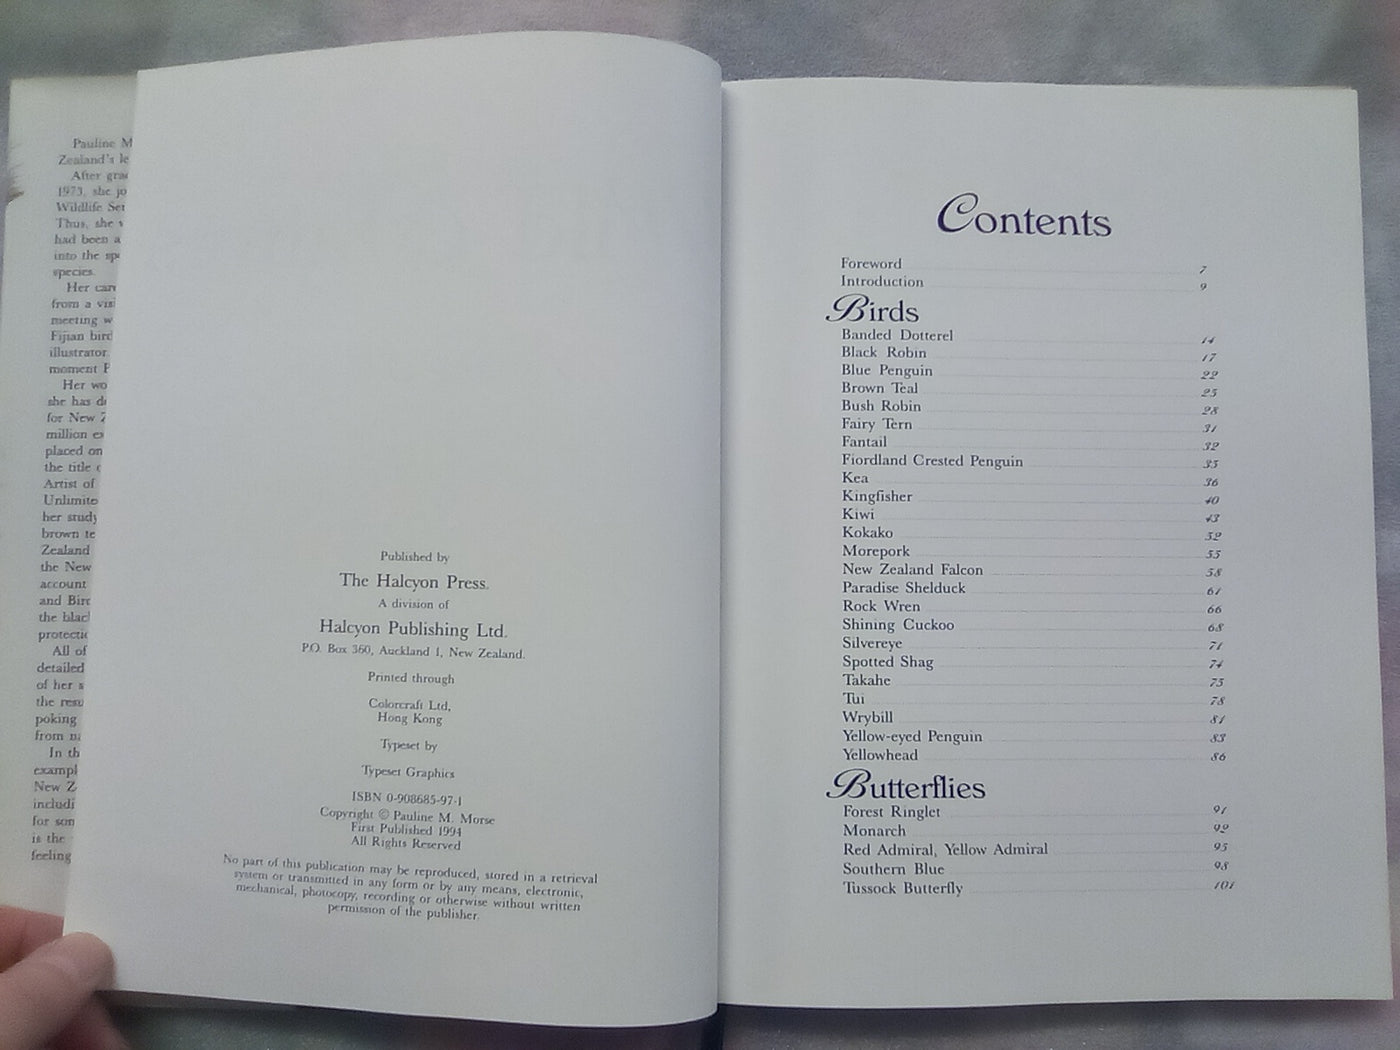 Pauline M
Zealand's le
After grad
1973, she jo
Wildlife Ser
Thus, she
had been a
into the spe
species.
Her care
from a visi
meeting w
Fijian bird
illustrator.
moment P
Her wo
she has de
for New Z
million ex
placed on
the title
Artist of
Unlimite
her study
brown te
Zealand
the New
account
and Bird
the blac
protectio
All of
detailed
of her s
the resu
poking
from na
In th
exampl
New Z
includi
for som
is the
feeling
Published by
The Halcyon Press.
A division of
Halcyon Publishing Ltd.
P.O. Box 360, Auckland 1, New Zealand.
Printed through
Colorcraft Ltd,
Hong Kong
Typeset by
Typeset Graphics
ISBN 0-908685-97-1
Copyright © Pauline M. Morse
First Published 1994
All Rights Reserved
No part of this publication may be reproduced, stored in a retrieval
system or transmitted in any form or by any means, electronic,
mechanical, photocopy, recording or otherwise without written
permission of the publisher.
Contents
Foreword 7
Introduction 9
Birds
Banded Dotterel 14
Black Robin 17
Blue Penguin 22
Brown Teal 25
Bush Robin 28
Fairy Tern 31
Fantail 32
Fiordland Crested Penguin 35
Kea 36
Kingfisher 40
Kiwi 43
Kokako 52
Morepork 55
New Zealand Falcon 58
Paradise Shelduck 61
Rock Wren 66
Shining Cuckoo 68
Silvereye 71
Spotted Shag 74
Takahe 75
Tui 78
Wrybill 81
Yellow-eyed Penguin 83
Yellowhead 86
Butterflies
Forest Ringlet 91
Monarch 92
Red Admiral, Yellow Admiral 95
Southern Blue 98
Tussock Butterfly 101